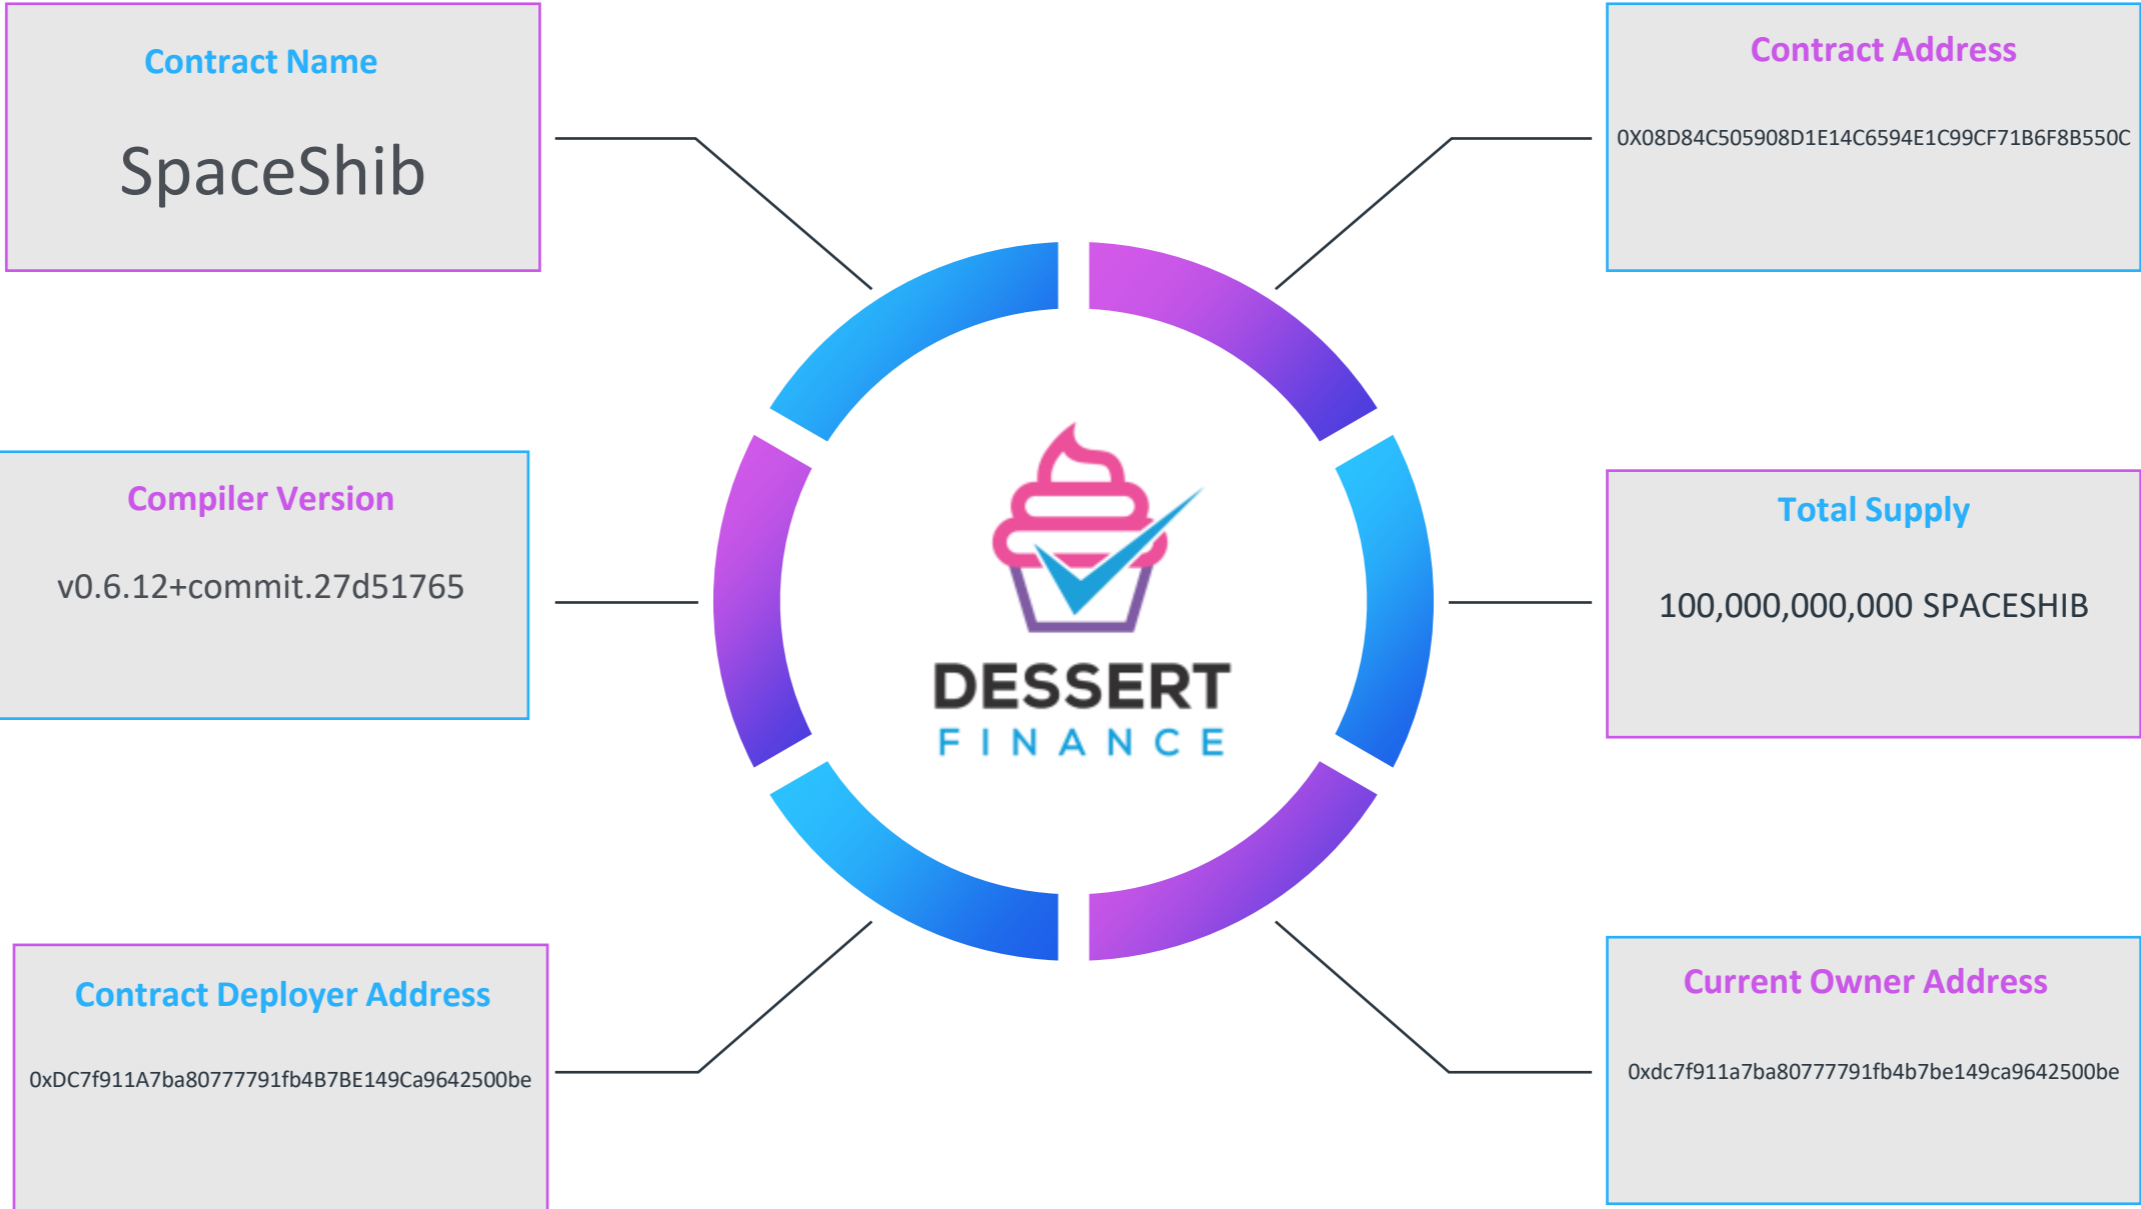 Contract Name
SpaceShib
Contract Address
0X08D84C505908D1E14C6594E1C99CF71B6F8B550C
Compiler Version
v0.6.12+commit.27d51765
Total Supply
100,000,000,000 SPACESHIB
DESSERT
FINANCE
Contract Deployer Address
0xDC7f911A7ba80777791fb4B7BE149Ca9642500be
Current Owner Address
0xdc7f911a7ba80777791fb4b7be149ca9642500be